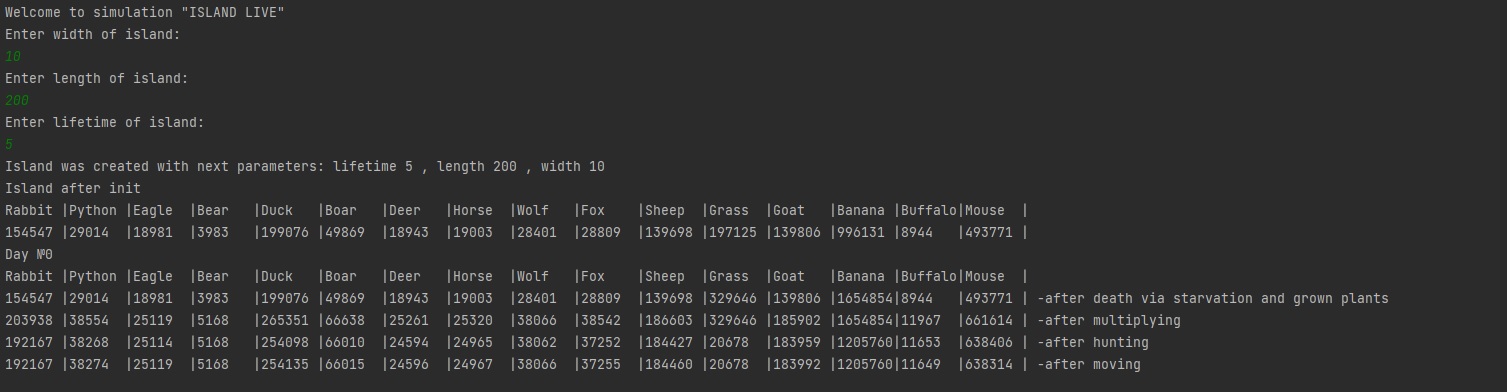 Welcome to simulation "ISLAND LIVE"
Enter width of island:
10
Enter length of island:
200
Enter lifetime of island:
5
Island was created with next parameters: lifetime 5 , length 200 , width 10
Island after init
Rabbit |Python |Eagle  |Bear   |Duck   |Boar   |Deer   |Horse  |Wolf   |Fox    |Sheep  |Grass  |Goat   |Banana |Buffalo|Mouse  |
154547 |29014  |18981  |3983   |199076 |49869  |18943  |19003  |28401  |28809  |139698 |197125 |139806 |996131 |8944   |493771 |
Day №0
Rabbit |Python |Eagle  |Bear   |Duck   |Boar   |Deer   |Horse  |Wolf   |Fox    |Sheep  |Grass  |Goat   |Banana |Buffalo|Mouse  |
154547 |29014  |18981  |3983   |199076 |49869  |18943  |19003  |28401  |28809  |139698 |329646 |139806 |1654854|8944   |493771 | -after death via starvation and grown plants
203938 |38554  |25119  |5168   |265351 |66638  |25261  |25320  |38066  |38542  |186603 |329646 |185902 |1654854|11967  |661614 | -after multiplying
192167 |38268  |25114  |5168   |254098 |66010  |24594  |24965  |38062  |37252  |184427 |20678  |183959 |1205760|11653  |638406 | -after hunting
192167 |38274  |25119  |5168   |254135 |66015  |24596  |24967  |38066  |37255  |184460 |20678  |183992 |1205760|11649  |638314 | -after moving